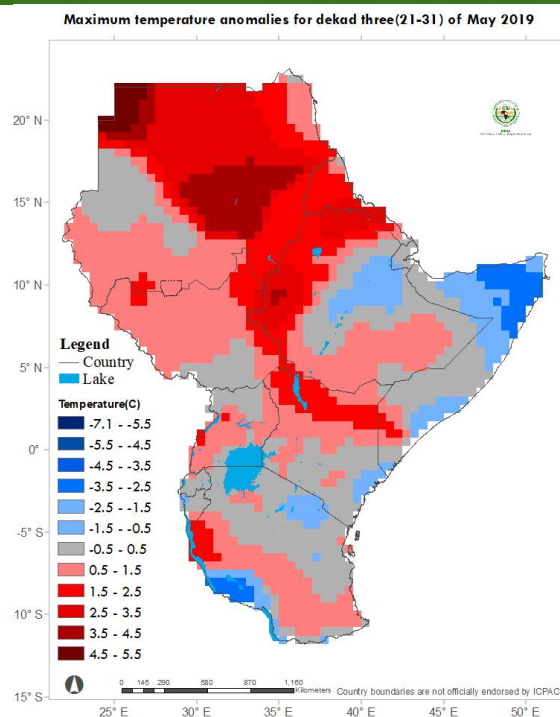 Maximum temperature anomalies for dekad three(21-31) of May 2019
20° N
15° N
10° N
5° N
0°
5° S
10° S
15° S
Legend
Country
Lake
Temperature(C)
-7.1 - -5.5
-5.5 - -4.5
-4.5 - -3.5
-3.5 - -2.5
-2.5 - -1.5
-1.5 - -0.5
-0.5 - 0.5
0.5 - 1.5
1.5 - 2.5
2.5 - 3.5
3.5 - 4.5
4.5 - 5.5
0 145 290 580 870 1,160
Kilometers
Country boundaries are not officially endorsed by ICPAC
25° E 30° E 35° E 40° E 45° E 50° E